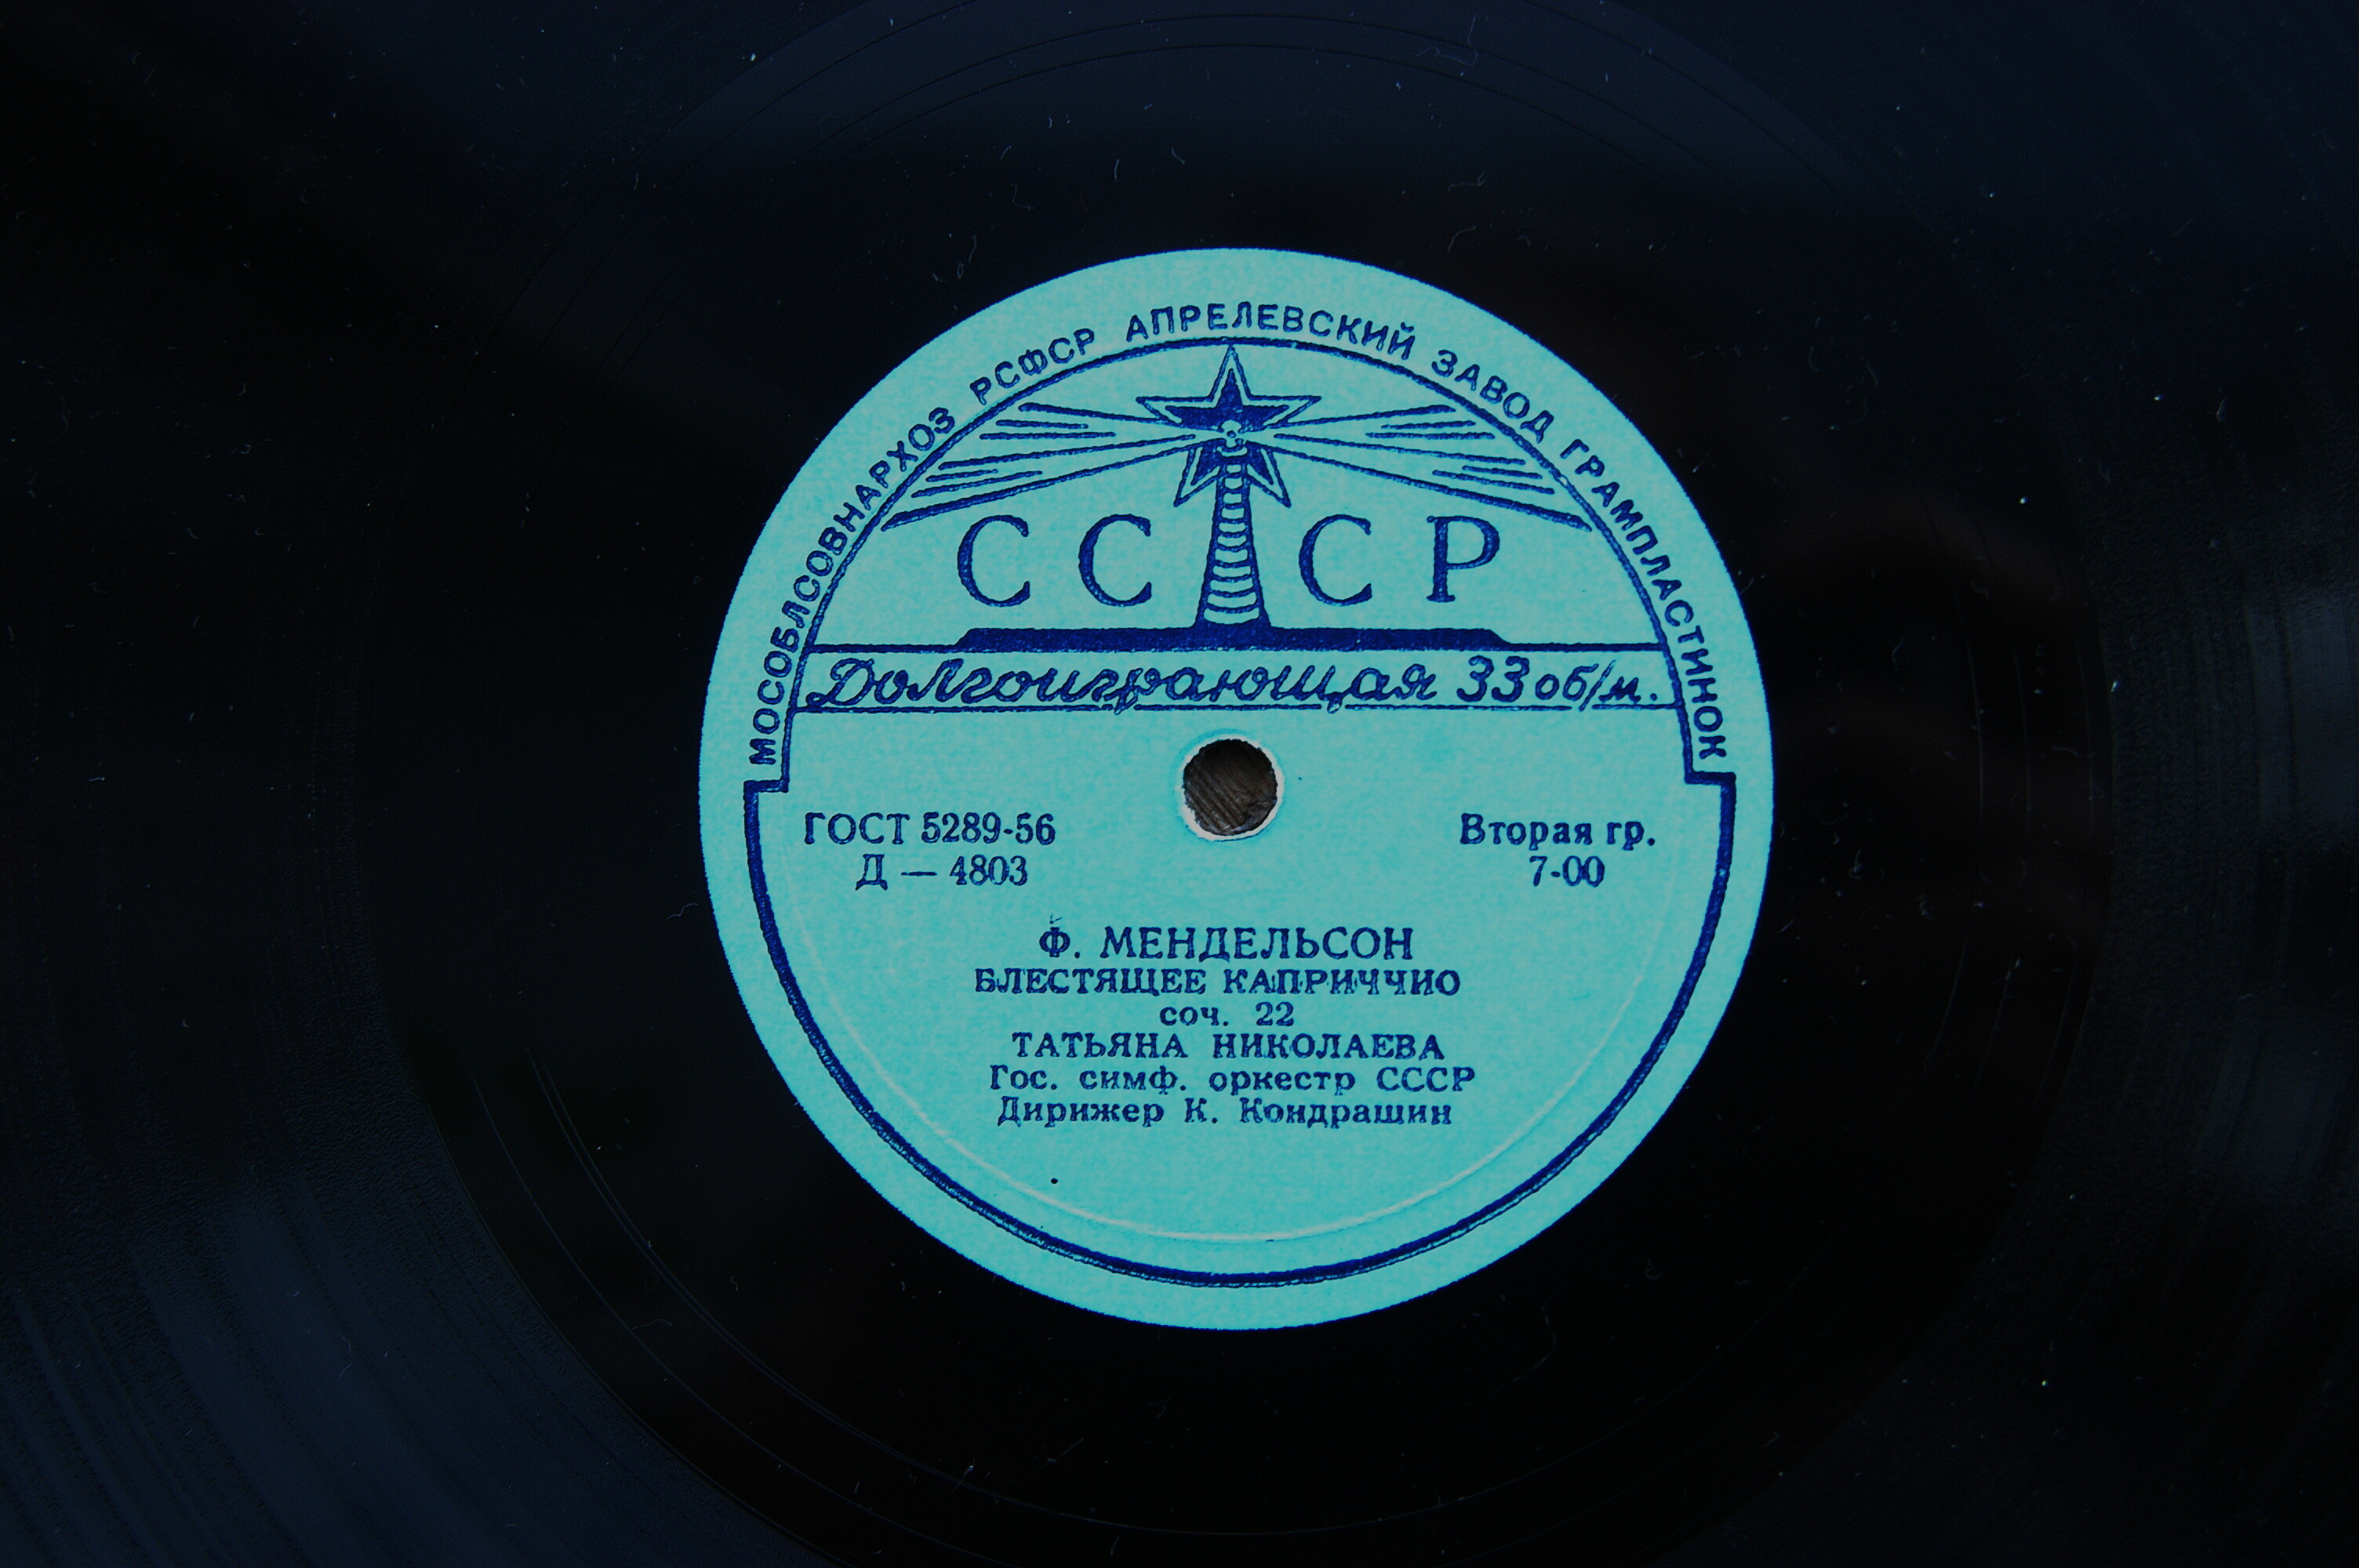 МОСОБЛСОВНАРХОЗ РСФСР АПРЕЛЕВСКИЙ ЗАВОД ГРАМПЛАСТИНОК
СССР
Долгоиграющая 33 об/м.
ГОСТ 5289-56
Д — 4803
Вторая гр.
7-00
Ф. МЕНДЕЛЬСОН
БЛЕСТЯЩЕЕ КАПРИЧЧИО
соч. 22
ТАТЬЯНА НИКОЛАЕВА
Гос. симф. оркестр СССР
Дирижер К. Кондрашин